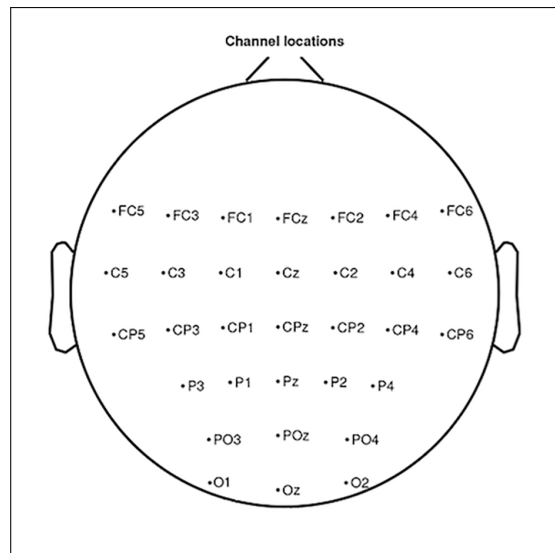 Channel locations
FC5 FC3 FC1 FCz FC2 FC4 FC6
C5 C3 C1 Cz C2 C4 C6
CP5 CP3 CP1 CPz CP2 CP4 CP6
P3 P1 Pz P2 P4
PO3 POz PO4
O1 Oz O2